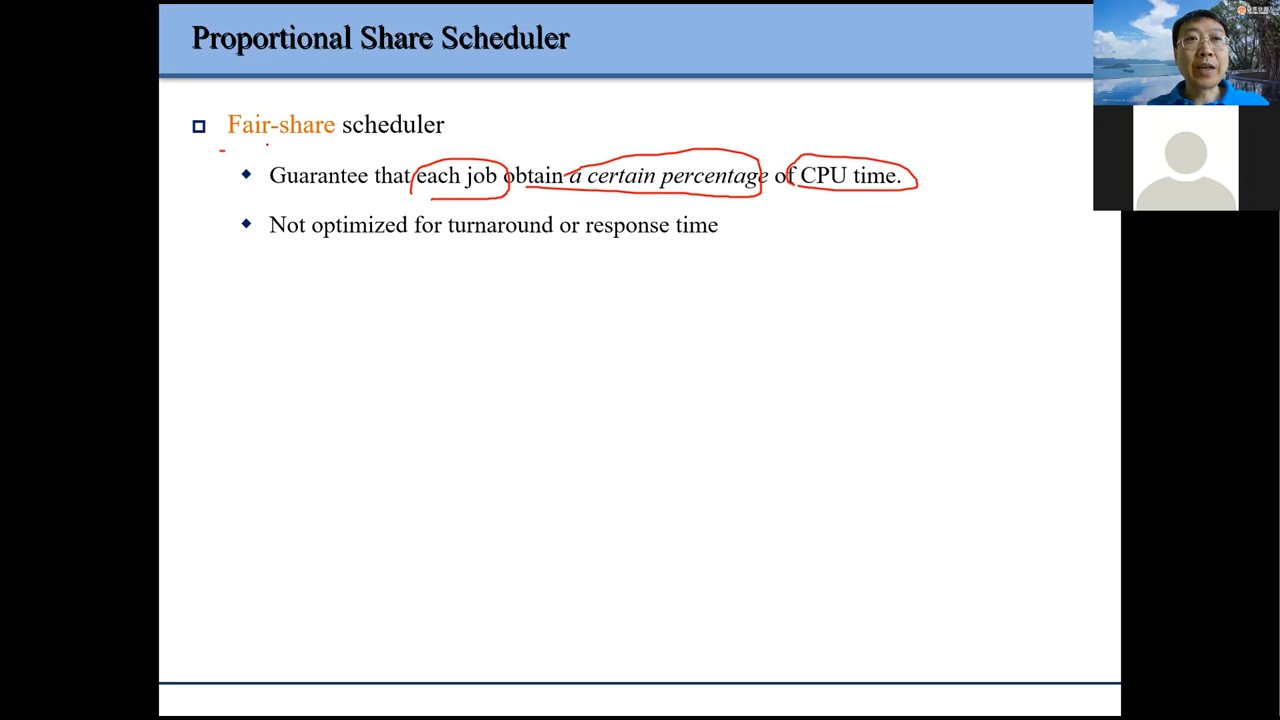 Proportional Share Scheduler
Fair-share scheduler
Guarantee that each job obtain a certain percentage of CPU time.
Not optimized for turnaround or response time